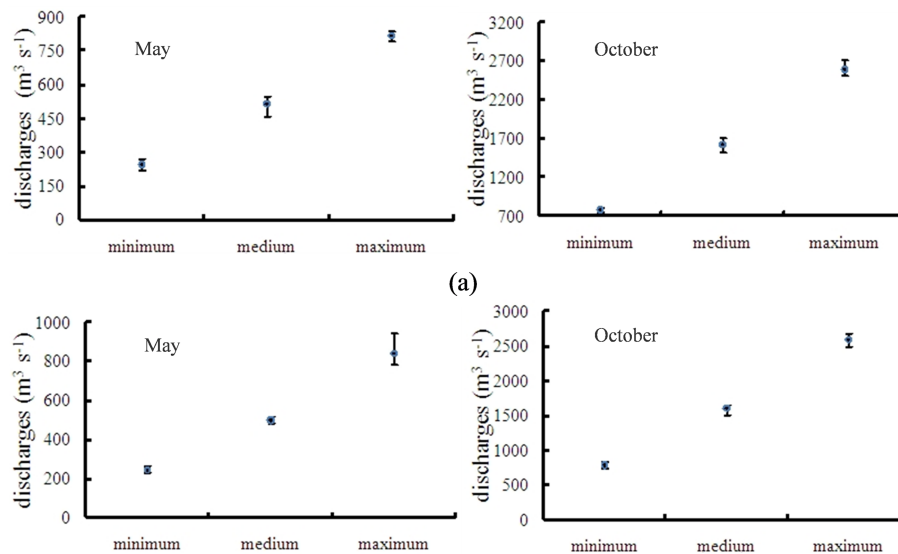 900
750
600
450
300
150
0
discharges (m³ s⁻¹)
May
minimum medium maximum
3200
2700
2200
1700
1200
700
discharges (m³ s⁻¹)
October
minimum medium maximum
(a)
1000
800
600
400
200
0
discharges (m³ s⁻¹)
May
minimum medium maximum
3000
2500
2000
1500
1000
500
0
discharges (m³ s⁻¹)
October
minimum medium maximum